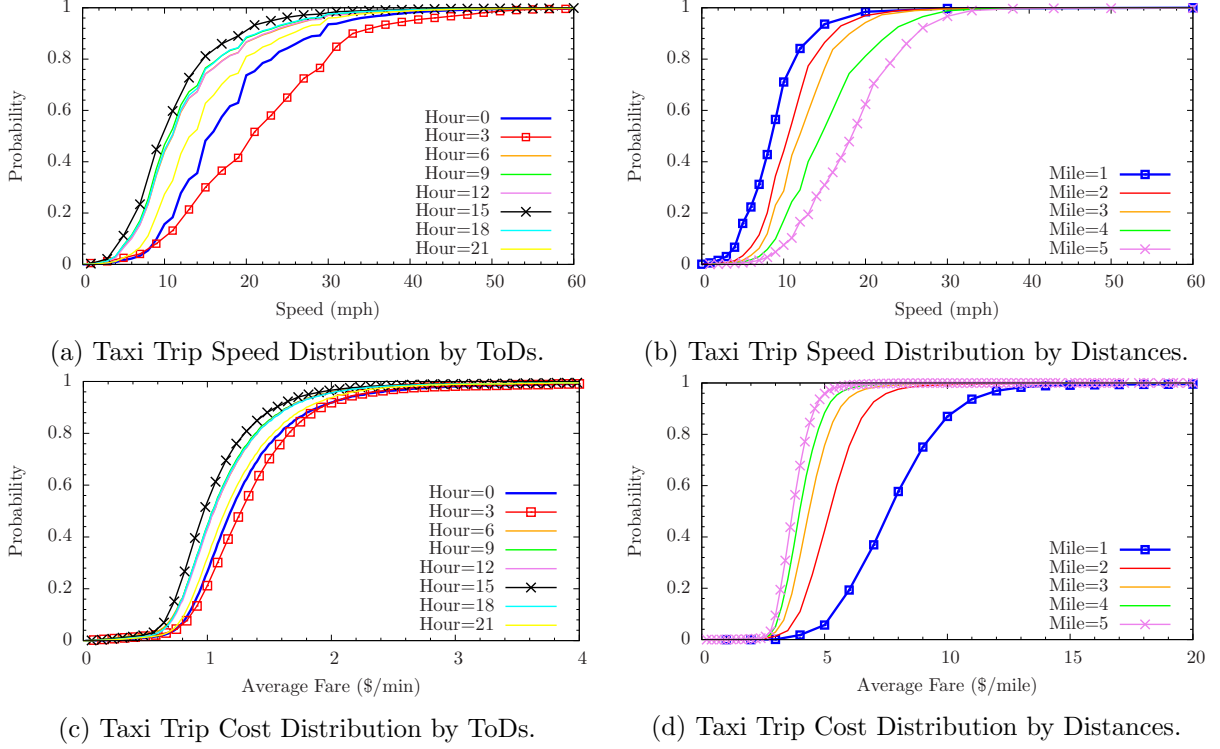 1
0.8
0.6
0.4
0.2
0
Probability
0 10 20 30 40 50 60
Speed (mph)
Hour=0
Hour=3
Hour=6
Hour=9
Hour=12
Hour=15
Hour=18
Hour=21
(a) Taxi Trip Speed Distribution by ToDs.
1
0.8
0.6
0.4
0.2
0
Probability
0 10 20 30 40 50 60
Speed (mph)
Mile=1
Mile=2
Mile=3
Mile=4
Mile=5
(b) Taxi Trip Speed Distribution by Distances.
1
0.8
0.6
0.4
0.2
0
Probability
0 1 2 3 4
Average Fare ($/min)
Hour=0
Hour=3
Hour=6
Hour=9
Hour=12
Hour=15
Hour=18
Hour=21
(c) Taxi Trip Cost Distribution by ToDs.
1
0.8
0.6
0.4
0.2
0
Probability
0 5 10 15 20
Average Fare ($/mile)
Mile=1
Mile=2
Mile=3
Mile=4
Mile=5
(d) Taxi Trip Cost Distribution by Distances.